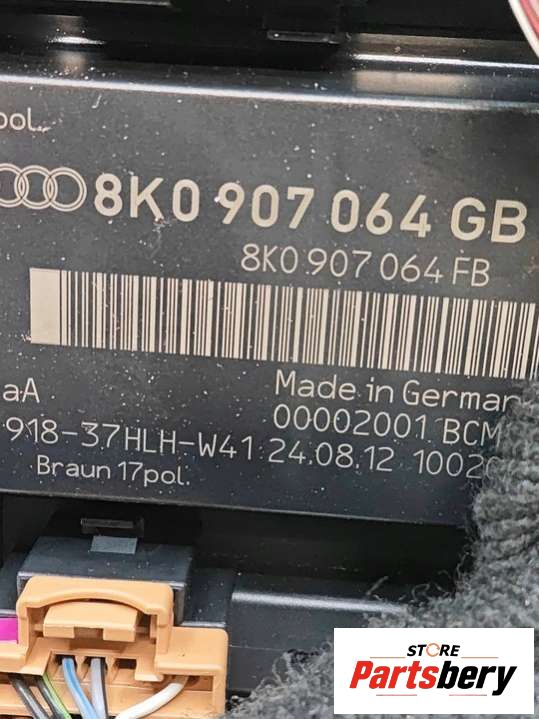 pol.
8K0 907 064 GB
8K0 907 064 FB
aA
Made in German
00002001 BCM
918-37HLH-W41 24.08.12 1002
Braun 17pol.
STORE
Partsbery